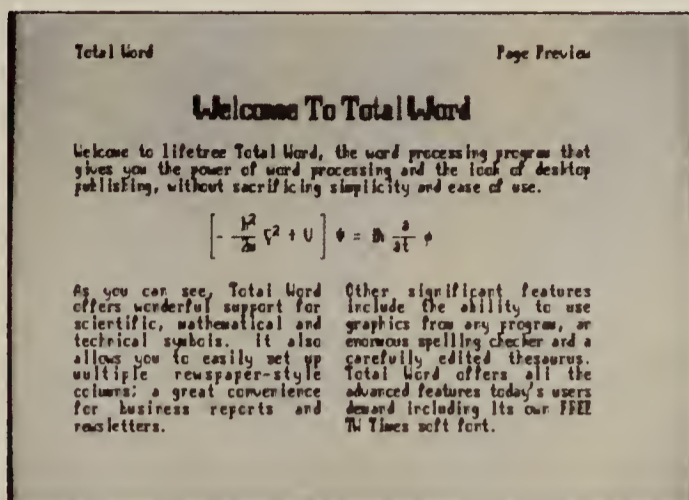 Total Word
Page Preview
Welcome To Total Word
Welcome to lifetree Total Word, the word processing program that
gives you the power of word processing and the look of desktop
publishing, without sacrificing simplicity and ease of use.
[- ħ²/2m ∇² + U] ψ = iħ ∂/∂t ψ
As you can see, Total Word
offers wonderful support for
scientific, mathematical and
technical symbols. It also
allows you to easily set up
multiple newspaper-style
columns; a great convenience
for business reports and
newsletters.
Other significant features
include the ability to use
graphics from any program, an
enormous spelling checker and a
carefully edited thesaurus.
Total Word offers all the
advanced features today's users
demand including its own FREE
TW Times soft font.